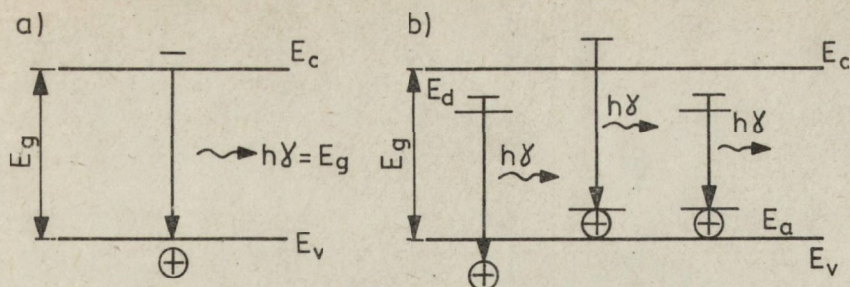 a)
E_c
E_g
hγ = E_g
E_v
⊕
b)
E_c
E_d
E_g
hγ
hγ
hγ
⊕
⊕
E_a
E_v
⊕